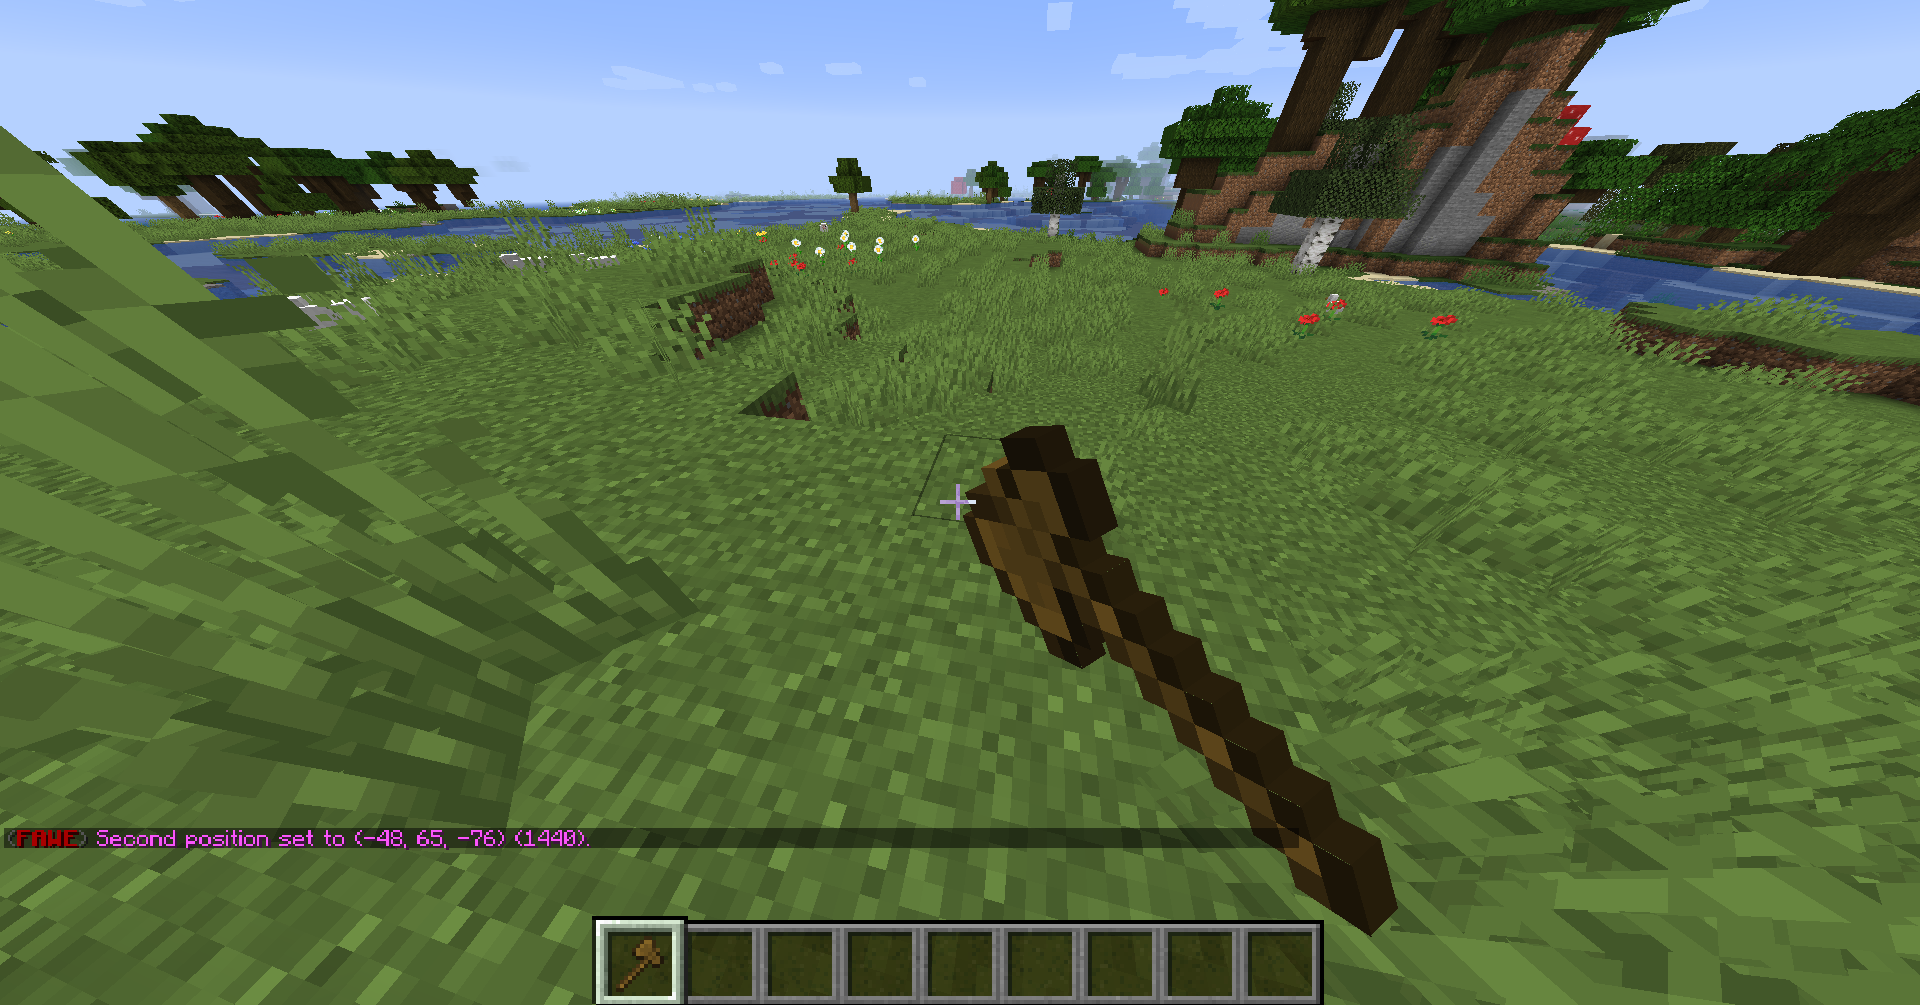 (FAWE) Second position set to (-48, 65, -76) (1440).